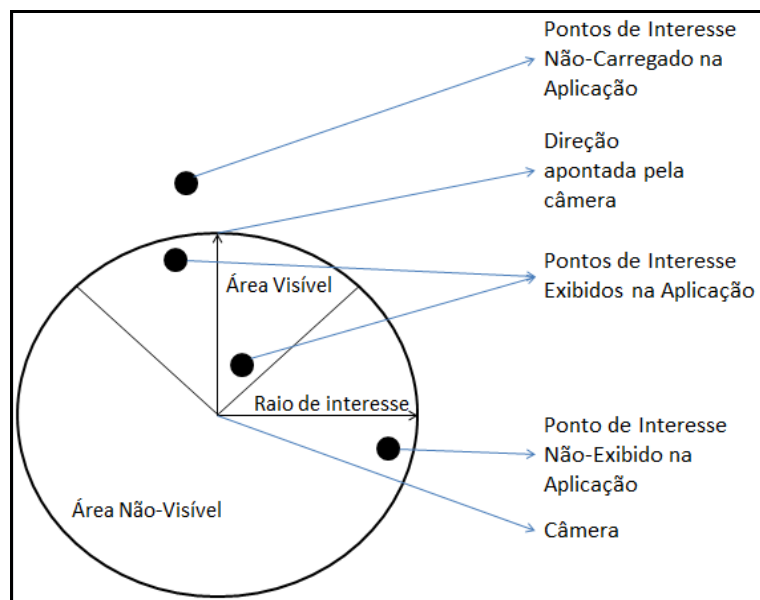 Pontos de Interesse
Não-Carregado na
Aplicação
Direção
apontada pela
câmera
Pontos de Interesse
Exibidos na Aplicação
Área Visível
Raio de interesse
Ponto de Interesse
Não-Exibido na
Aplicação
Área Não-Visível
Câmera